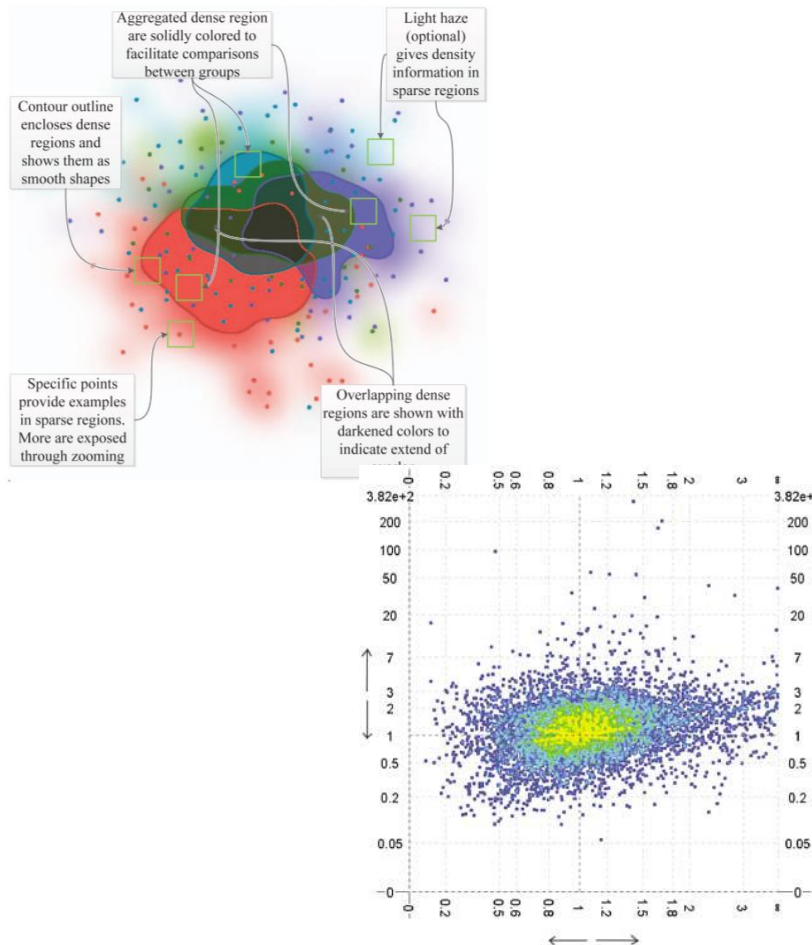 Aggregated dense region
are solidly colored to
facilitate comparisons
between groups
Light haze
(optional)
gives density
information in
sparse regions
Contour outline
encloses dense
regions and
shows them as
smooth shapes
Specific points
provide examples
in sparse regions.
More are exposed
through zooming
Overlapping dense
regions are shown with
darkened colors to
indicate extend of
0 0.2 0.5 0.6 0.8 1 1.2 1.5 1.8 2 3 ∞
3.82e+2 3.82e+
200 200
100 100
50 50
20 20
7 7
3 3
2 2
1 1
0.5 0.5
0.2 0.2
0.05 0.05
0 0
0 0.2 0.5 0.6 0.8 1 1.2 1.5 1.8 2 3 ∞